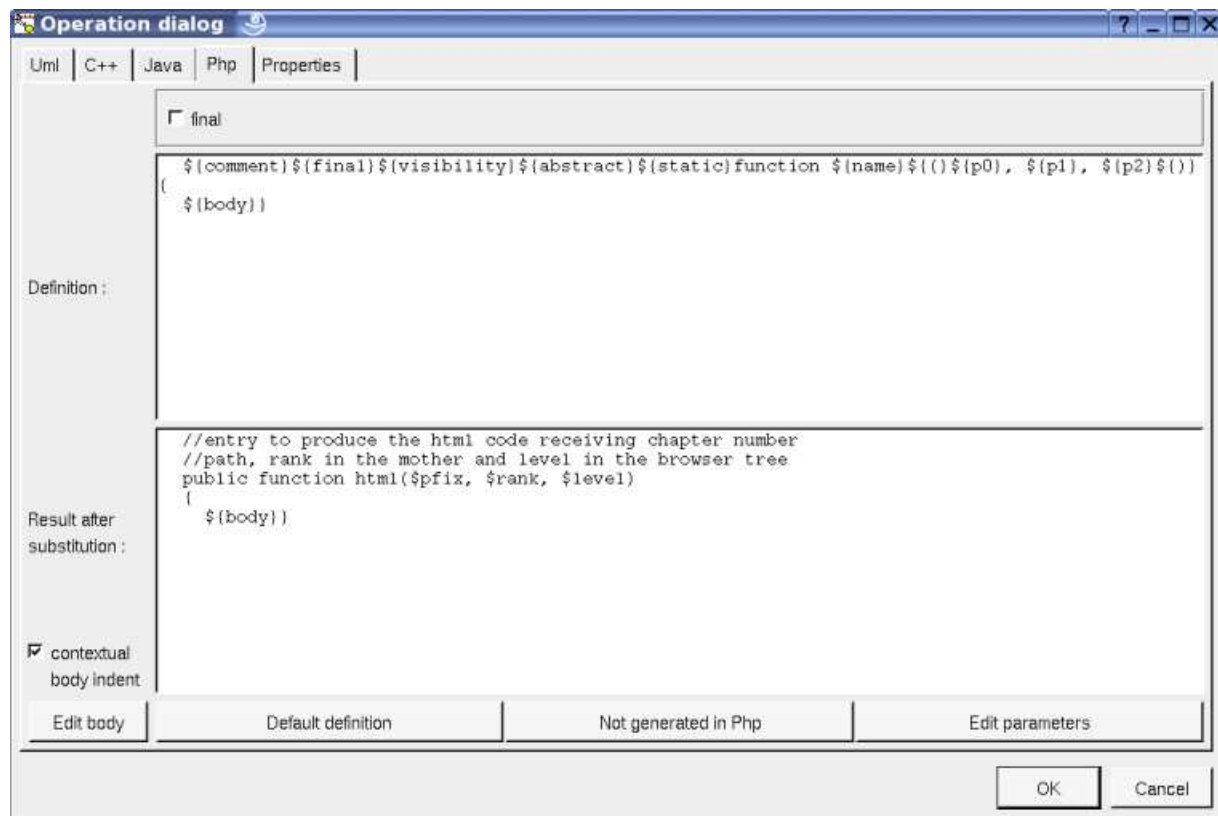 Operation dialog
?
Uml C++ Java Php Properties
final
Definition :
${comment}${final}${visibility}${abstract}${static}function ${name}${(}${p0}, ${p1}, ${p2}${)}
{
${body}}
Result after
substitution :
//entry to produce the html code receiving chapter number
//path, rank in the mother and level in the browser tree
public function html($pfix, $rank, $level)
{
${body}}
contextual
body indent
Edit body Default definition Not generated in Php Edit parameters
OK Cancel